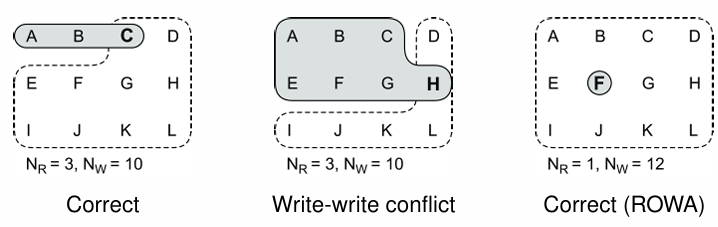 A B C D
E F G H
I J K L
N_R = 3, N_W = 10
Correct
A B C D
E F G H
I J K L
N_R = 3, N_W = 10
Write-write conflict
A B C D
E F G H
I J K L
N_R = 1, N_W = 12
Correct (ROWA)